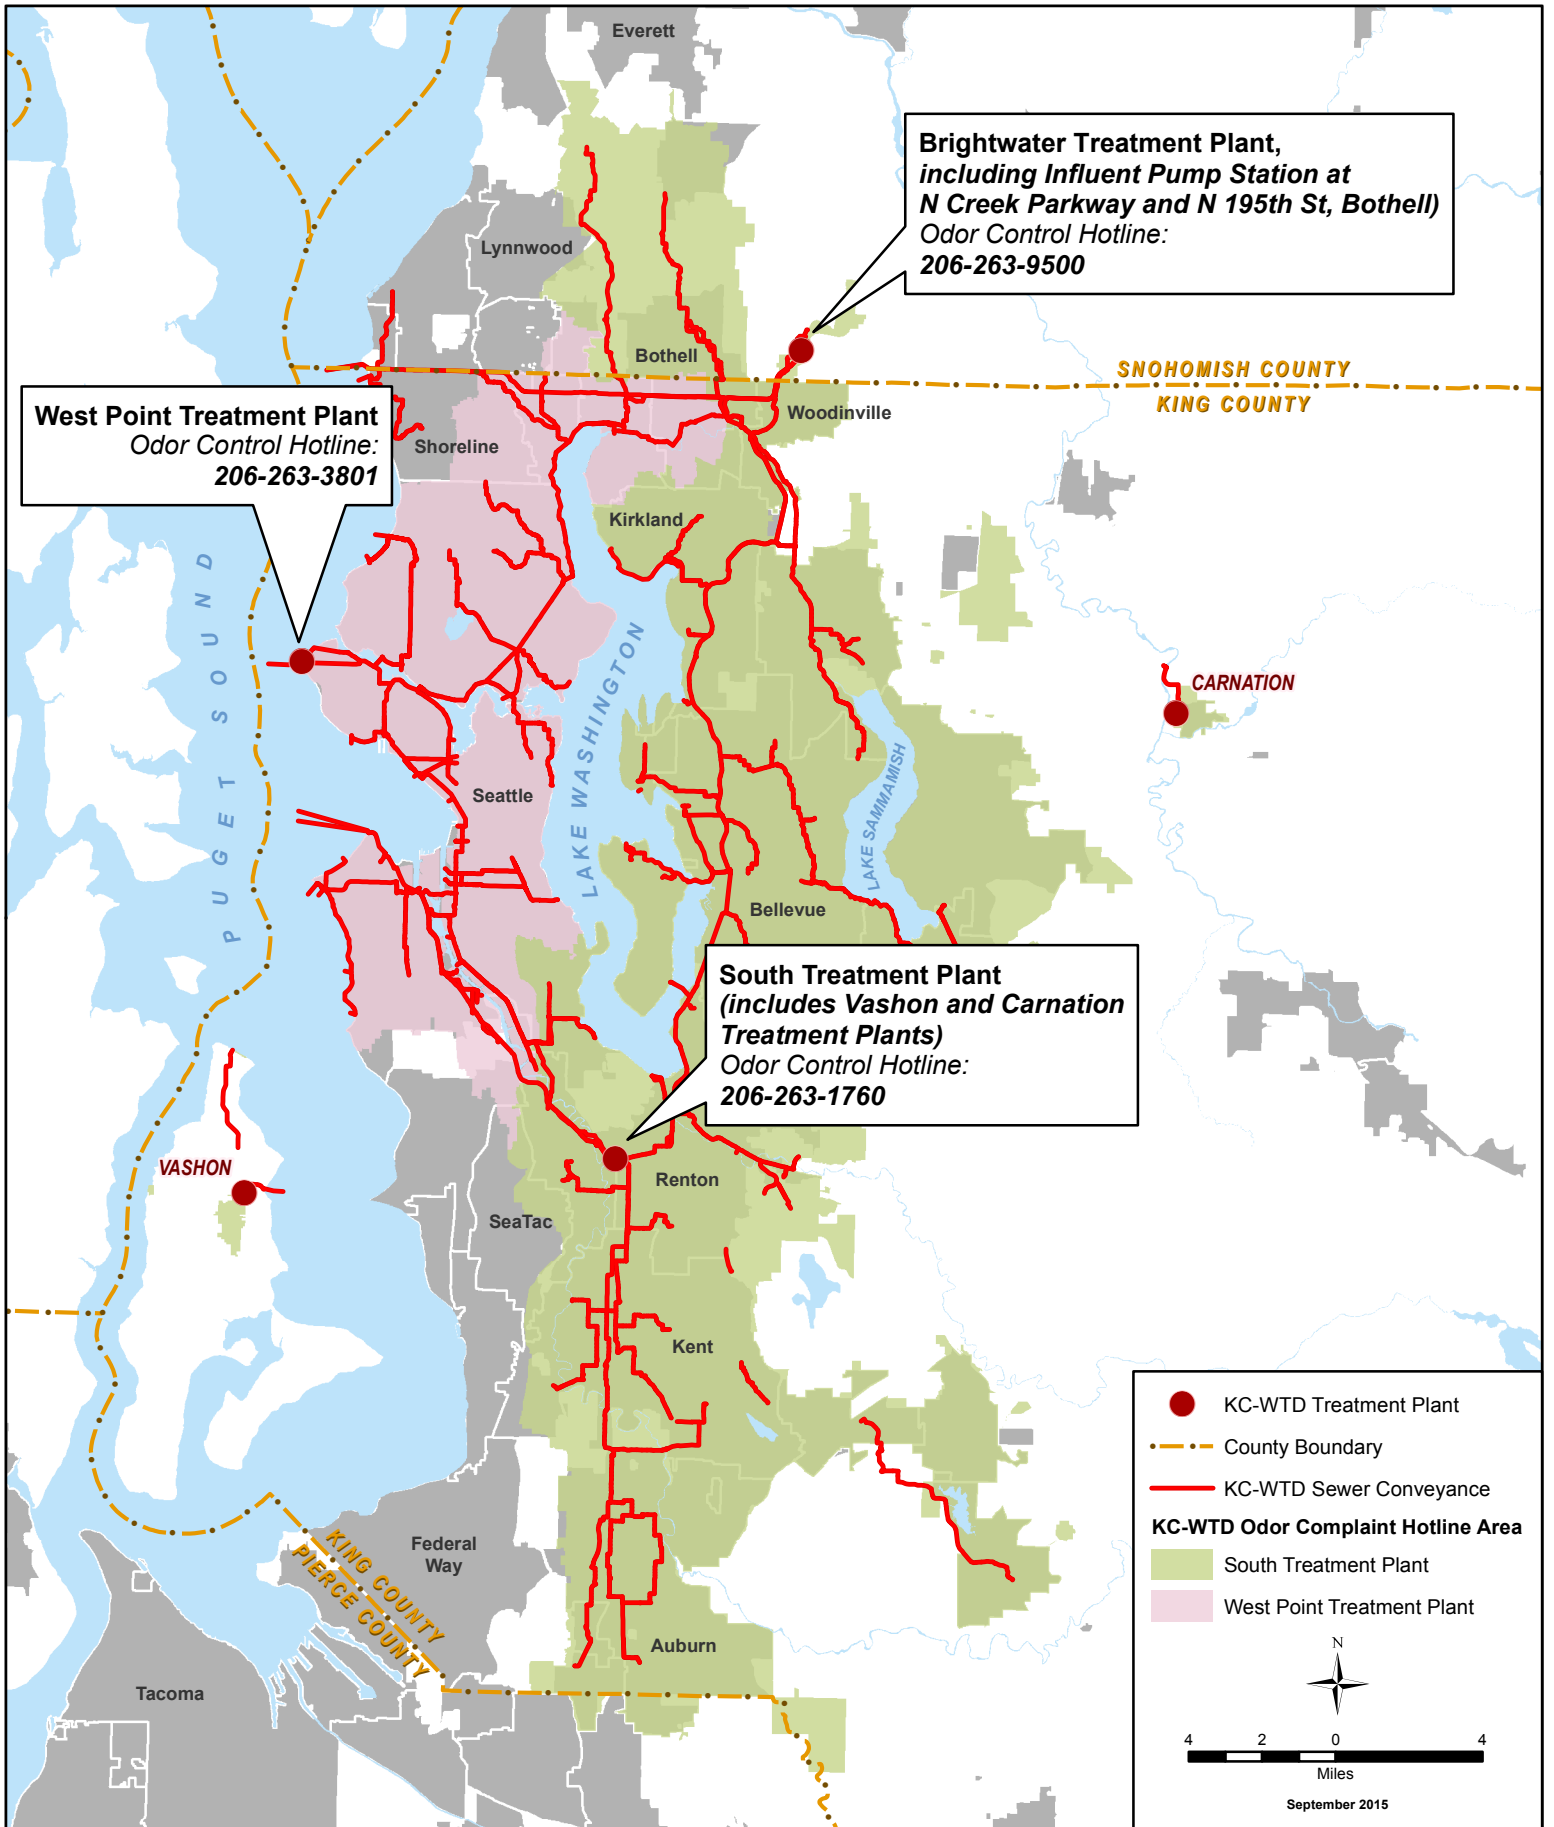 Everett
Brightwater Treatment Plant,
including Influent Pump Station at
N Creek Parkway and N 195th St, Bothell)
Odor Control Hotline:
206-263-9500
Lynnwood
Bothell
SNOHOMISH COUNTY
KING COUNTY
Woodinville
West Point Treatment Plant
Odor Control Hotline:
206-263-3801
Shoreline
Kirkland
PUGET SOUND
LAKE WASHINGTON
CARNATION
LAKE SAMMAMISH
Seattle
Bellevue
South Treatment Plant
(includes Vashon and Carnation
Treatment Plants)
Odor Control Hotline:
206-263-1760
VASHON
Renton
SeaTac
Kent
Federal
Way
KING COUNTY
PIERCE COUNTY
Auburn
Tacoma
KC-WTD Treatment Plant
County Boundary
KC-WTD Sewer Conveyance
KC-WTD Odor Complaint Hotline Area
South Treatment Plant
West Point Treatment Plant
N
4 2 0 4
Miles
September 2015